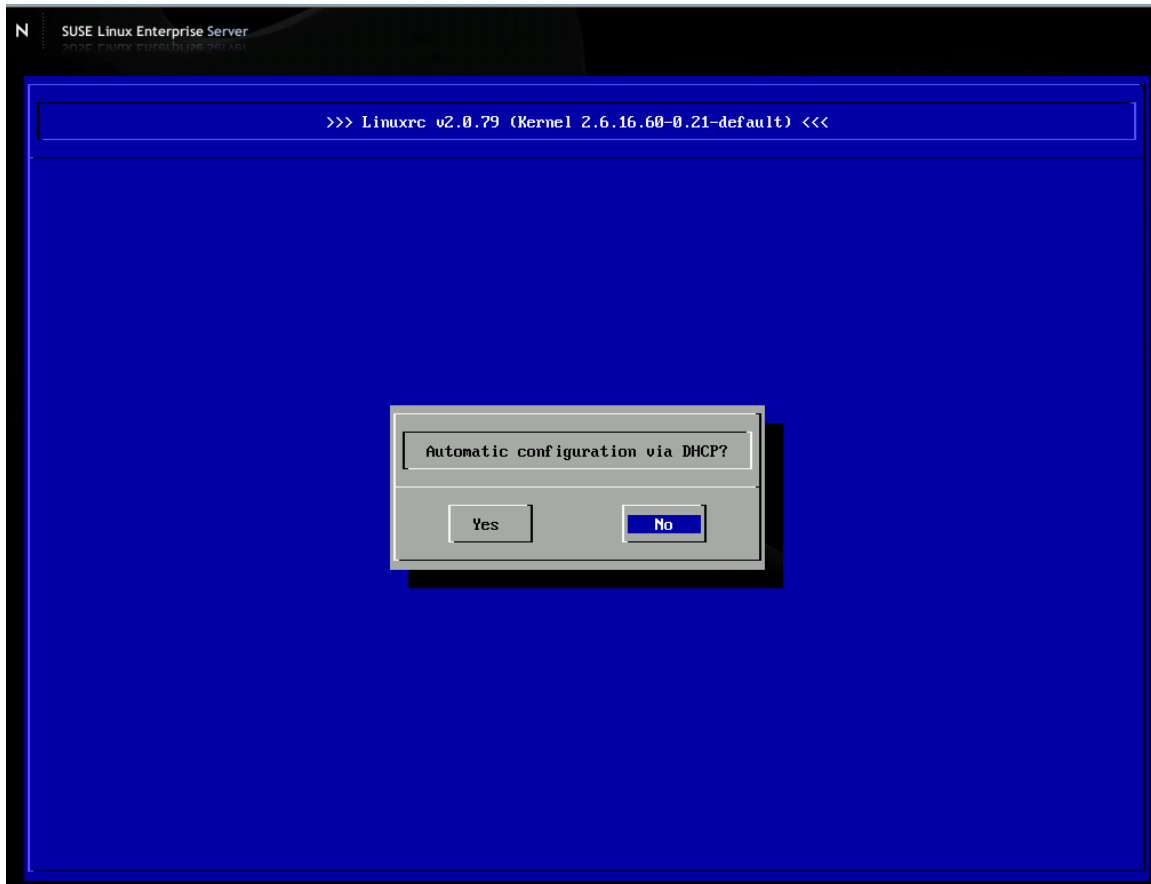 N
SUSE Linux Enterprise Server
>>> Linuxrc v2.0.79 (Kernel 2.6.16.60-0.21-default) <<<
Automatic configuration via DHCP?
Yes No